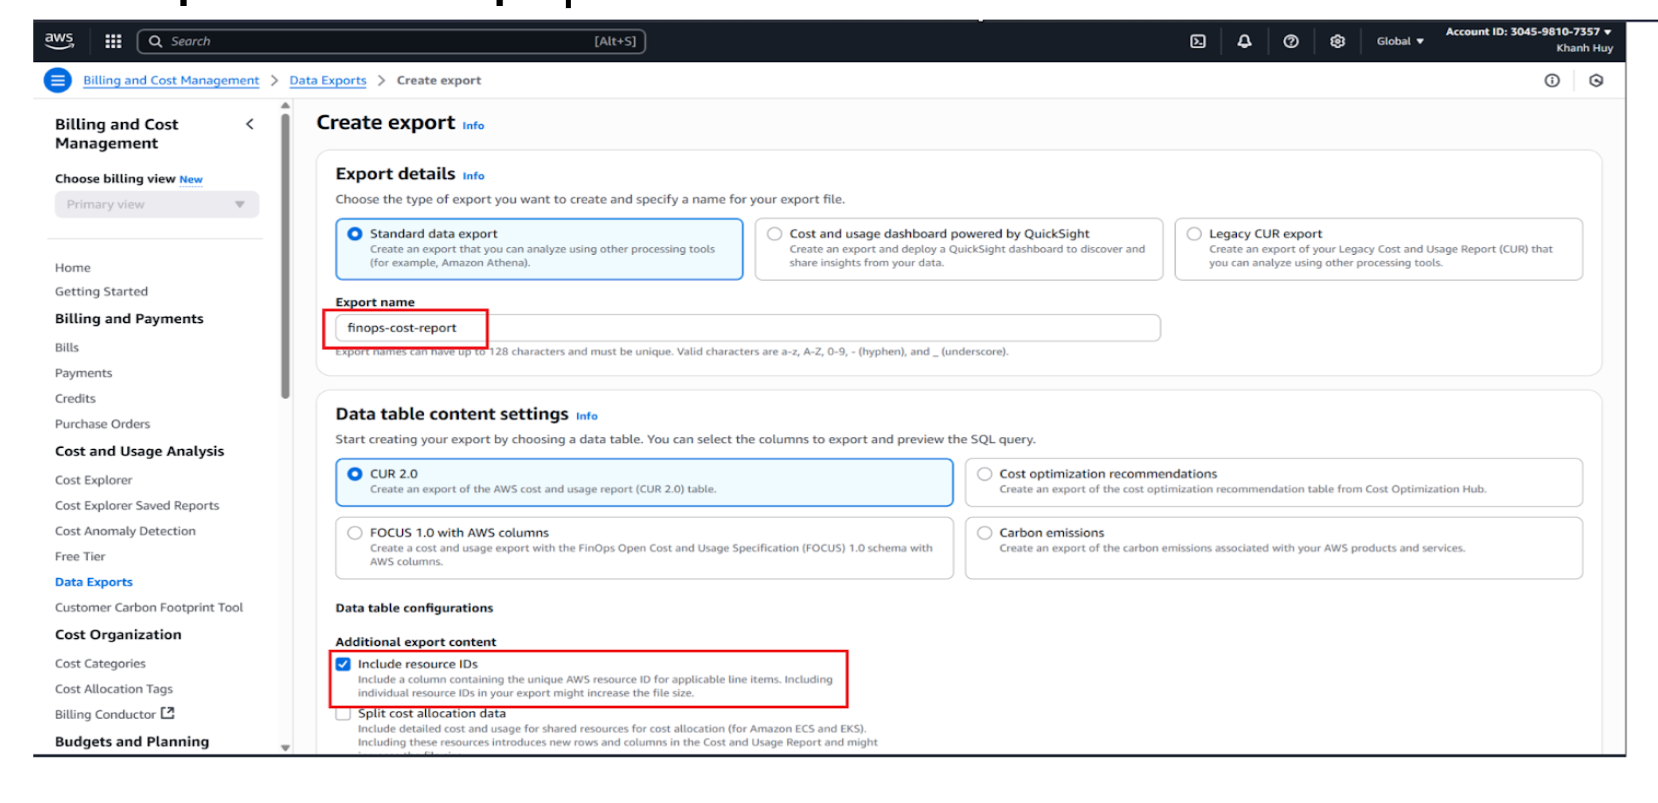 aws
Search
[Alt+S]
Global
Account ID: 3045-9810-7357
Khanh Huy
Billing and Cost Management > Data Exports > Create export
Billing and Cost
Management
Choose billing view New
Primary view
Home
Getting Started
Billing and Payments
Bills
Payments
Credits
Purchase Orders
Cost and Usage Analysis
Cost Explorer
Cost Explorer Saved Reports
Cost Anomaly Detection
Free Tier
Data Exports
Customer Carbon Footprint Tool
Cost Organization
Cost Categories
Cost Allocation Tags
Billing Conductor
Budgets and Planning
Create export Info
Export details Info
Choose the type of export you want to create and specify a name for your export file.
Standard data export
Create an export that you can analyze using other processing tools
(for example, Amazon Athena).
Cost and usage dashboard powered by QuickSight
Create an export and deploy a QuickSight dashboard to discover and
share insights from your data.
Legacy CUR export
Create an export of your Legacy Cost and Usage Report (CUR) that
you can analyze using other processing tools.
Export name
finops-cost-report
Export names can have up to 128 characters and must be unique. Valid characters are a-z, A-Z, 0-9, - (hyphen), and _ (underscore).
Data table content settings Info
Start creating your export by choosing a data table. You can select the columns to export and preview the SQL query.
CUR 2.0
Create an export of the AWS cost and usage report (CUR 2.0) table.
Cost optimization recommendations
Create an export of the cost optimization recommendation table from Cost Optimization Hub.
FOCUS 1.0 with AWS columns
Create a cost and usage export with the FinOps Open Cost and Usage Specification (FOCUS) 1.0 schema with
AWS columns.
Carbon emissions
Create an export of the carbon emissions associated with your AWS products and services.
Data table configurations
Additional export content
Include resource IDs
Include a column containing the unique AWS resource ID for applicable line items. Including
individual resource IDs in your export might increase the file size.
Split cost allocation data
Include detailed cost and usage for shared resources for cost allocation (for Amazon ECS and EKS).
Including these resources introduces new rows and columns in the Cost and Usage Report and might